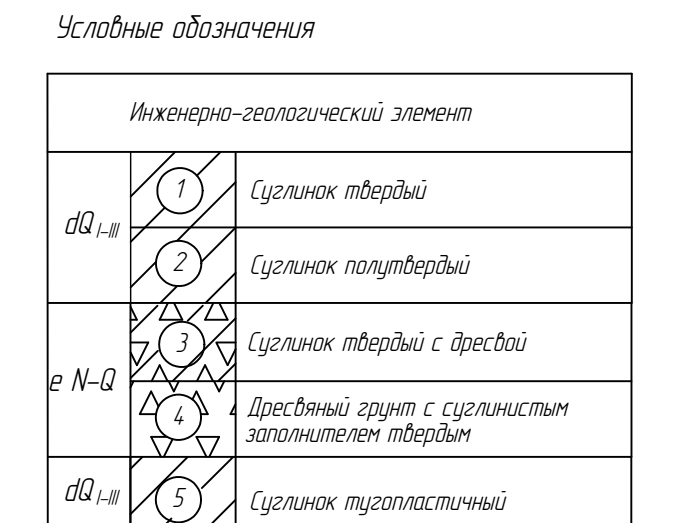 Условные обозначения
Инженерно-геологический элемент
dQ I-III
1
Суглинок твердый
2
Суглинок полутвердый
e N-Q
3
Суглинок твердый с дресвой
4
Дресвяный грунт с суглинистым
заполнителем твердым
dQ I-III
5
Суглинок тугопластичный